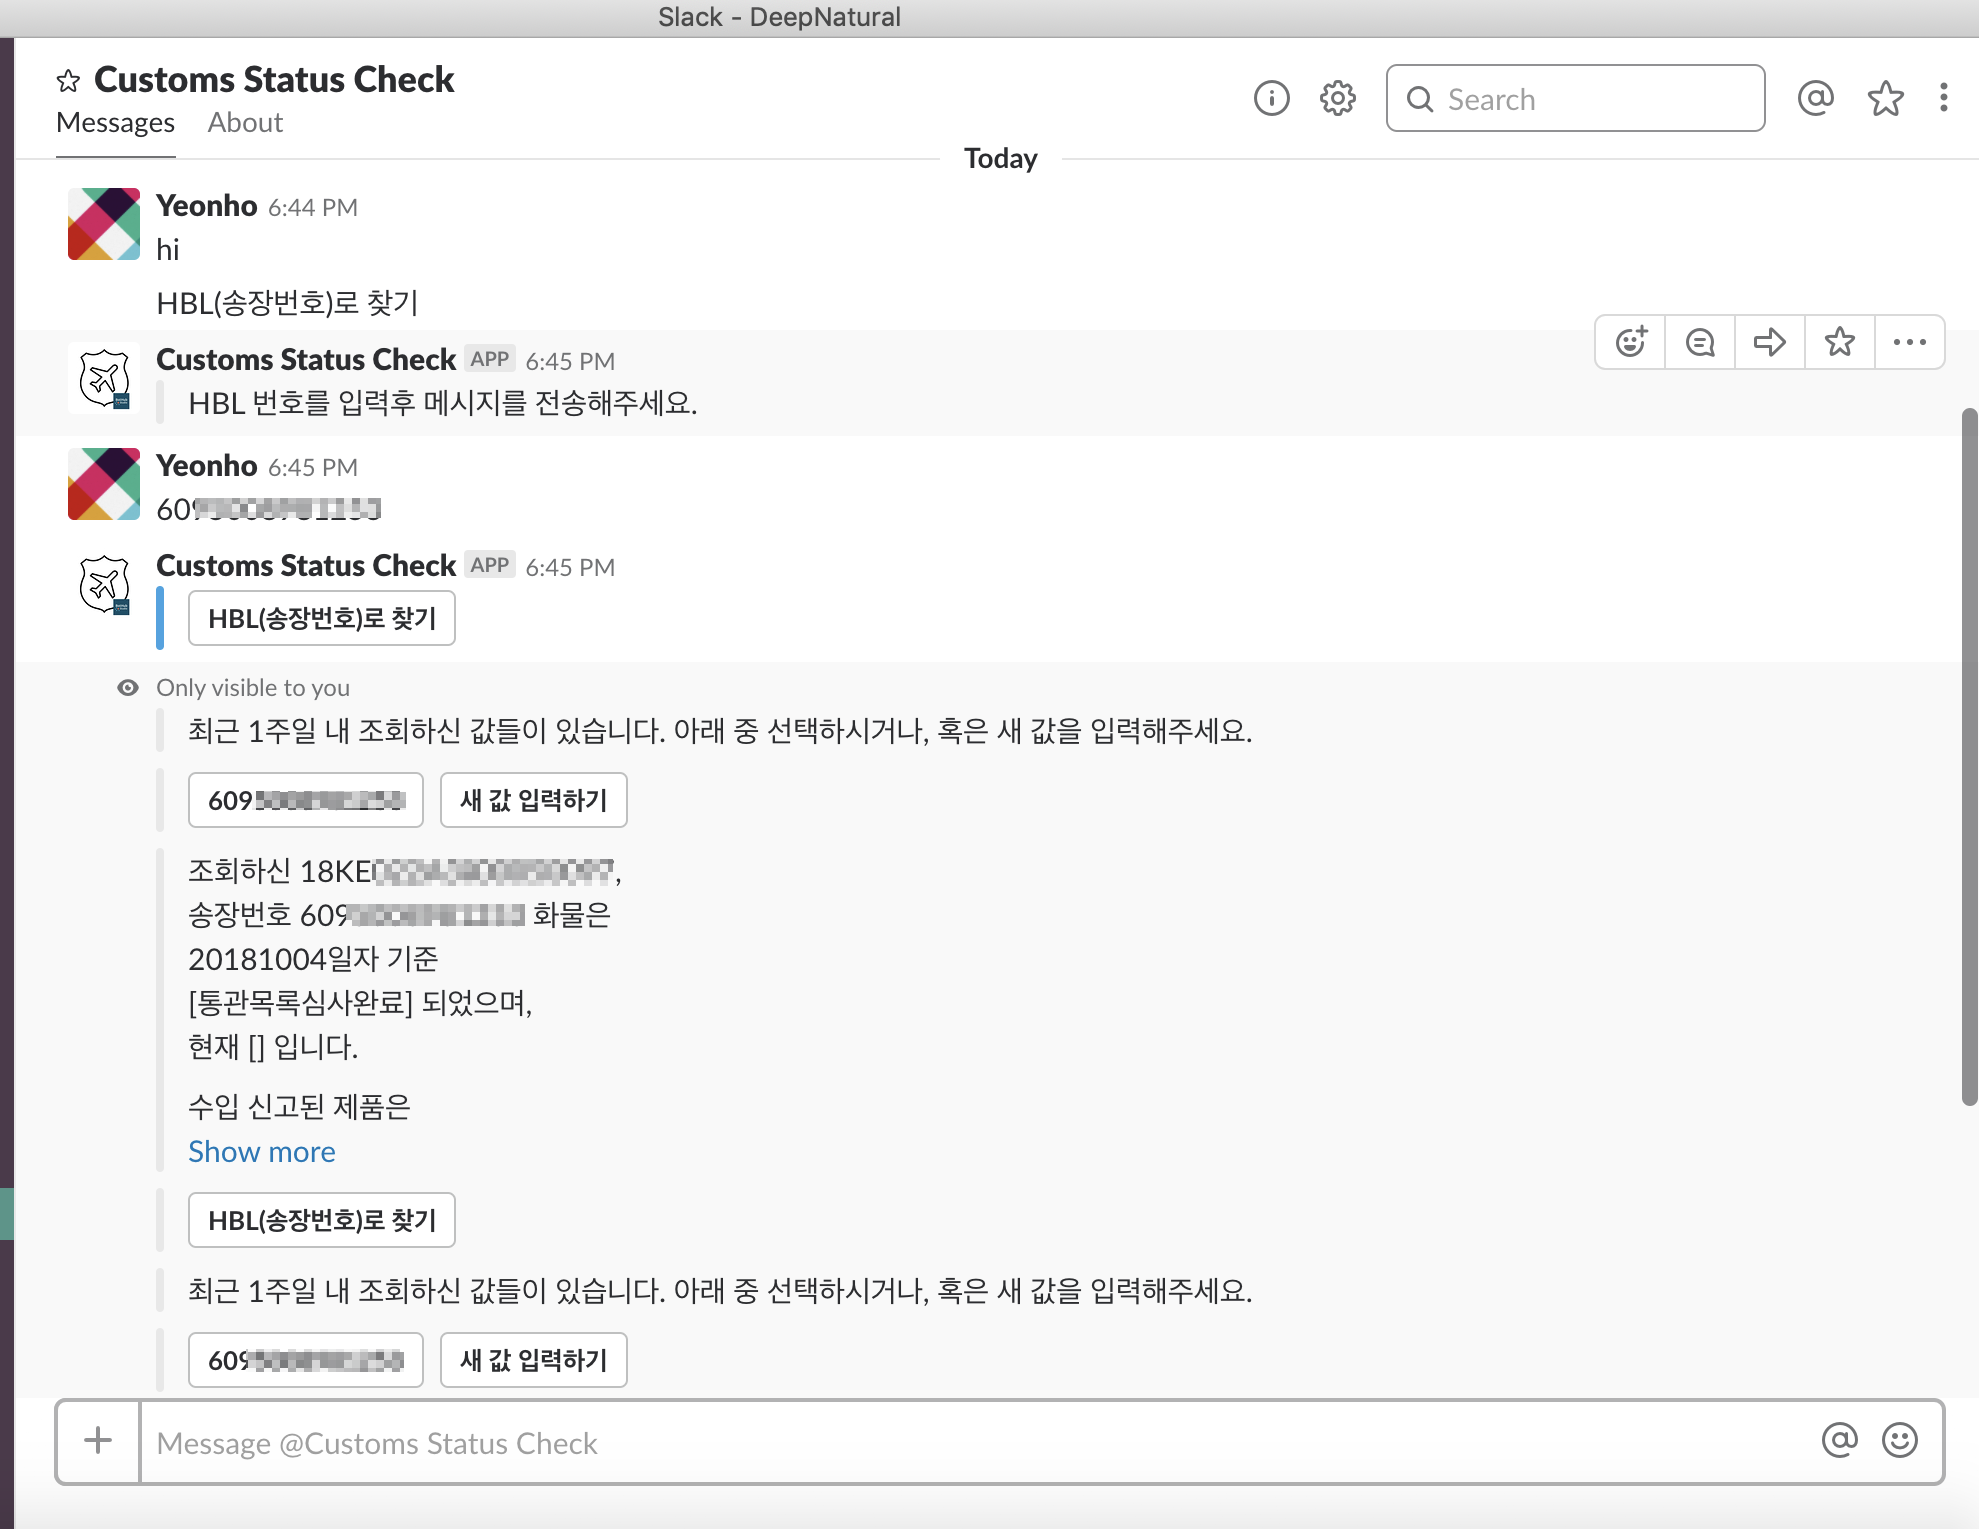 Slack - DeepNatural
Customs Status Check
Messages About
Search
Today
Yeonho 6:44 PM
hi
HBL(송장번호)로 찾기
Customs Status Check APP 6:45 PM
HBL 번호를 입력후 메시지를 전송해주세요.
Yeonho 6:45 PM
Customs Status Check APP 6:45 PM
HBL(송장번호)로 찾기
Only visible to you
최근 1주일 내 조회하신 값들이 있습니다. 아래 중 선택하시거나, 혹은 새 값을 입력해주세요.
609 새 값 입력하기
조회하신 18KE
송장번호 609 화물은
20181004일자 기준
[통관목록심사완료] 되었으며,
현재 [] 입니다.
수입 신고된 제품은
Show more
HBL(송장번호)로 찾기
최근 1주일 내 조회하신 값들이 있습니다. 아래 중 선택하시거나, 혹은 새 값을 입력해주세요.
609 새 값 입력하기
Message @Customs Status Check